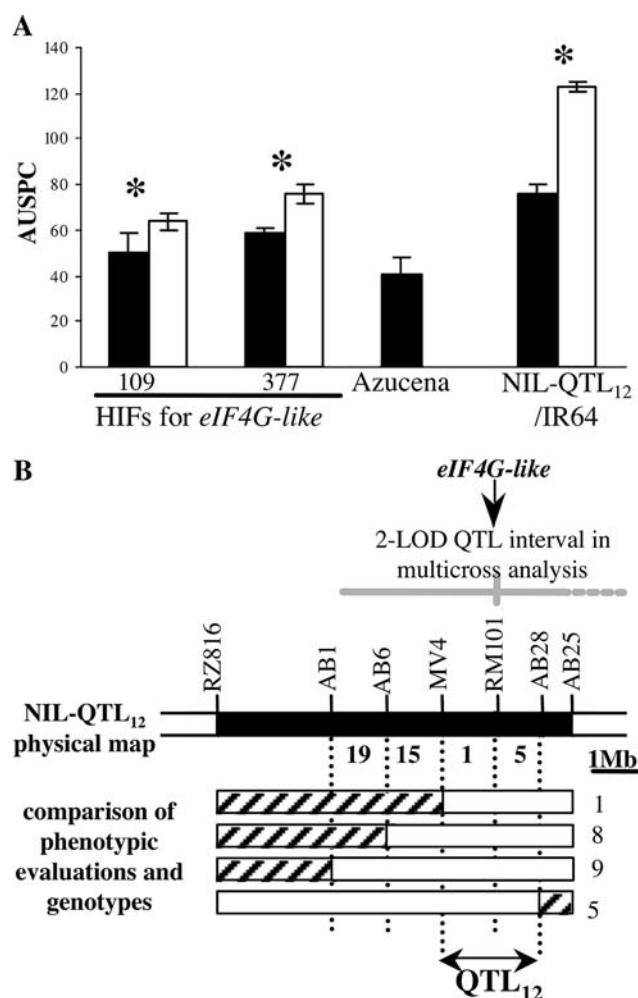 A
140
120
100
80
60
40
20
0
AUSPC
* * *
109 377 Azucena NIL-QTL12
HIFs for eIF4G-like /IR64
B
eIF4G-like
2-LOD QTL interval in
multicross analysis
RZ816 AB1 AB6 MV4 RM101 AB28 AB25
NIL-QTL12
physical map
19 15 1 5 1Mb
comparison of
phenotypic
evaluations and
genotypes
1
8
9
5
QTL12